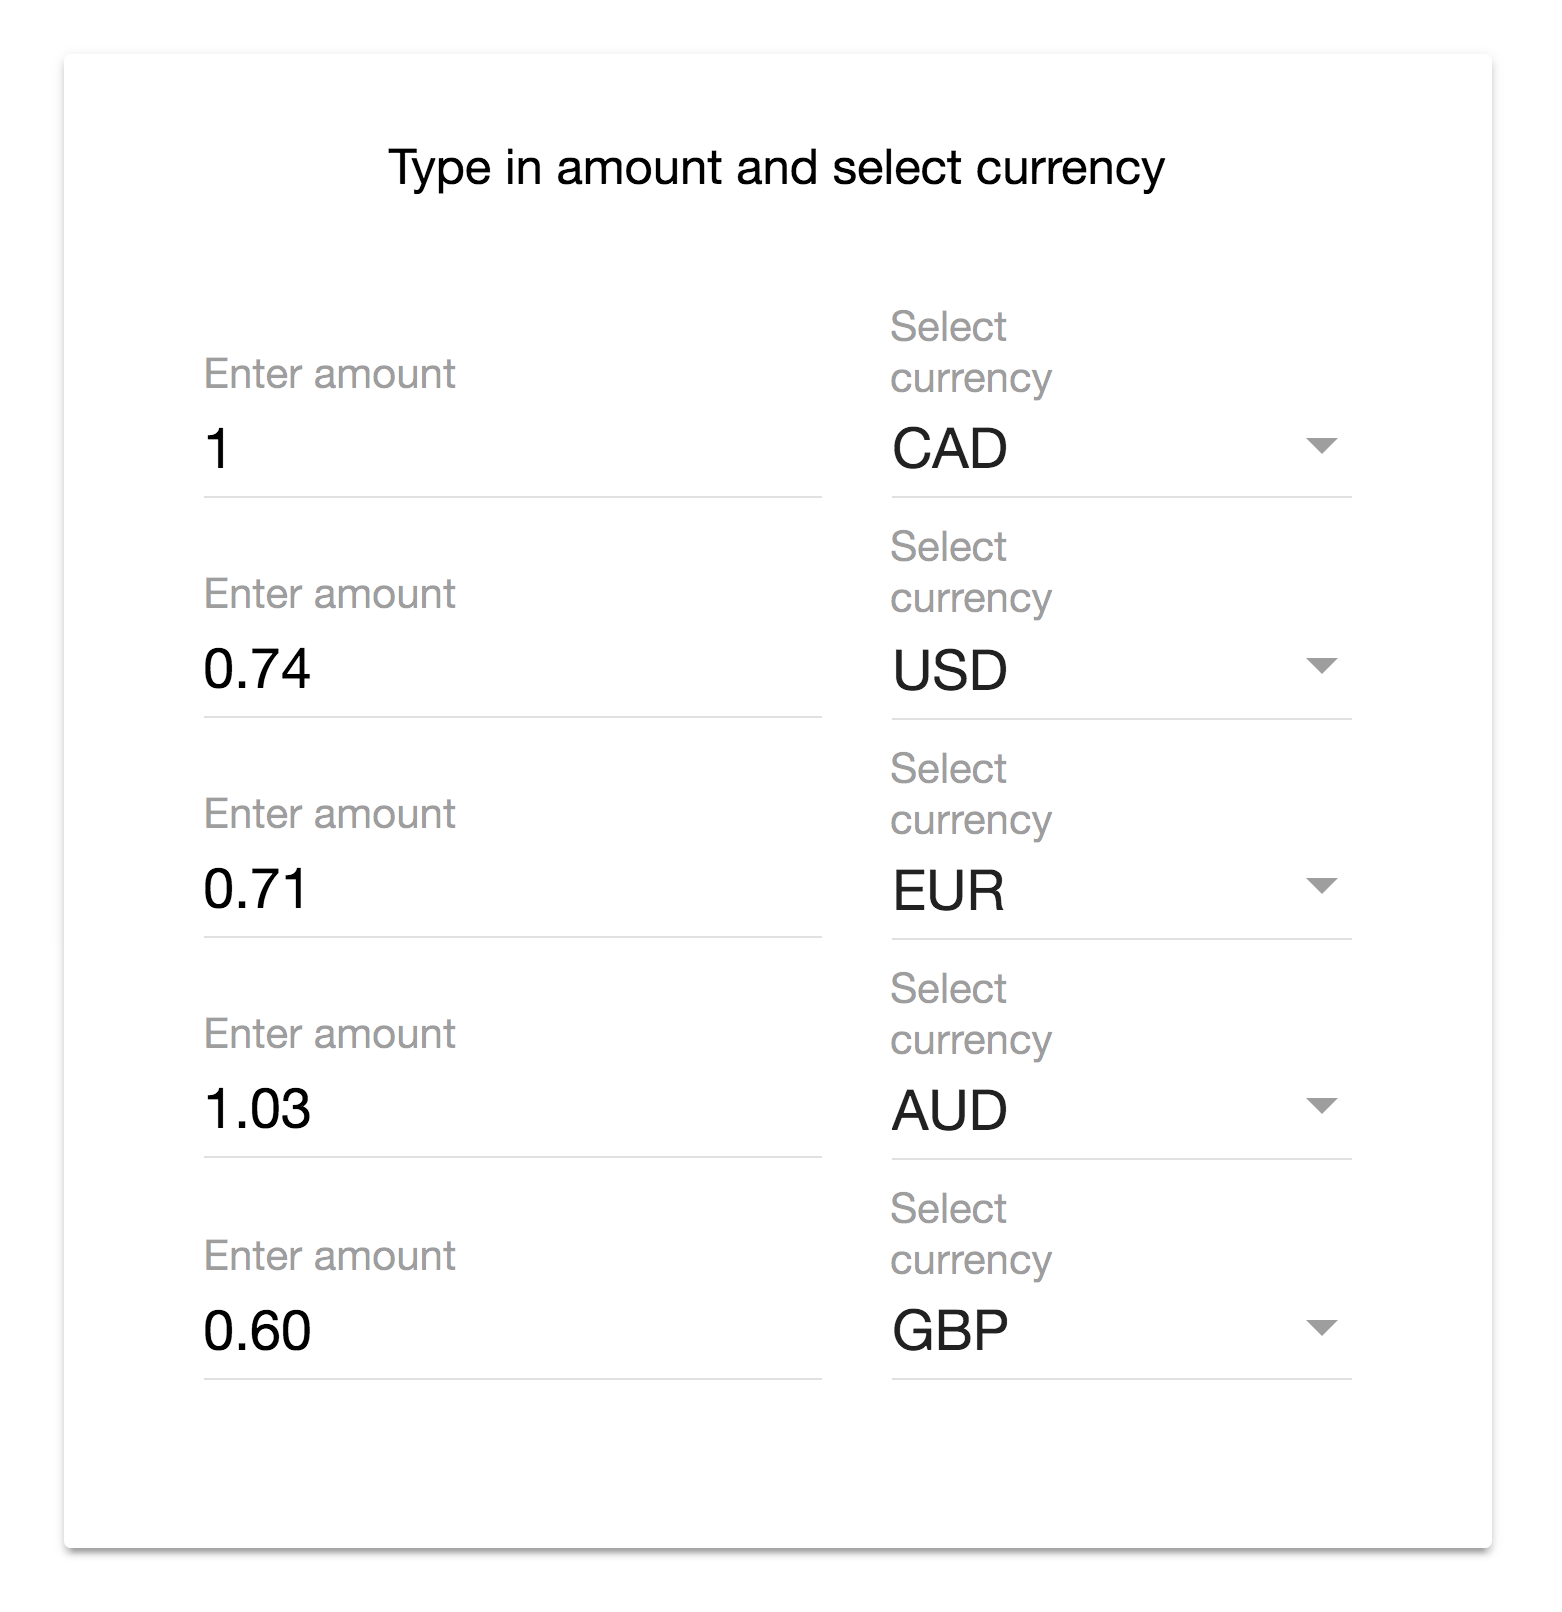 Type in amount and select currency
Enter amount
Select
currency
1
CAD
Enter amount
Select
currency
0.74
USD
Enter amount
Select
currency
0.71
EUR
Enter amount
Select
currency
1.03
AUD
Enter amount
Select
currency
0.60
GBP